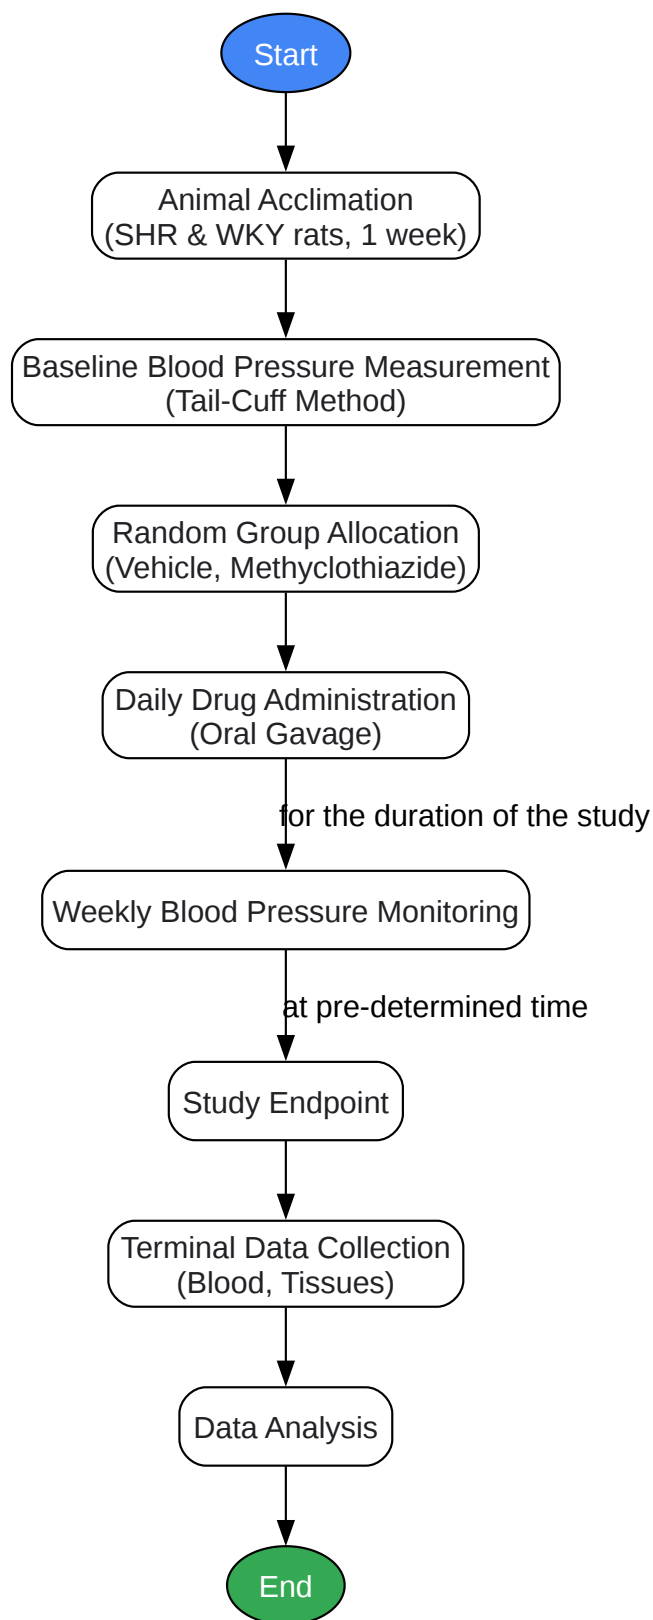 Start
Animal Acclimation
(SHR & WKY rats, 1 week)
Baseline Blood Pressure Measurement
(Tail-Cuff Method)
Random Group Allocation
(Vehicle, Methyclothiazide)
Daily Drug Administration
(Oral Gavage)
for the duration of the study
Weekly Blood Pressure Monitoring
at pre-determined time
Study Endpoint
Terminal Data Collection
(Blood, Tissues)
Data Analysis
End